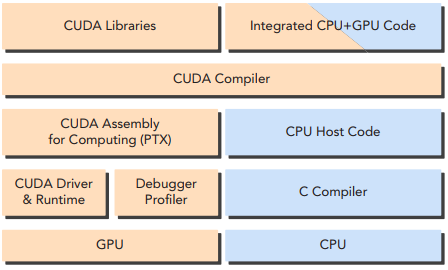 CUDA Libraries
Integrated CPU+GPU Code
CUDA Compiler
CUDA Assembly
for Computing (PTX)
CPU Host Code
CUDA Driver
& Runtime
Debugger
Profiler
C Compiler
GPU
CPU